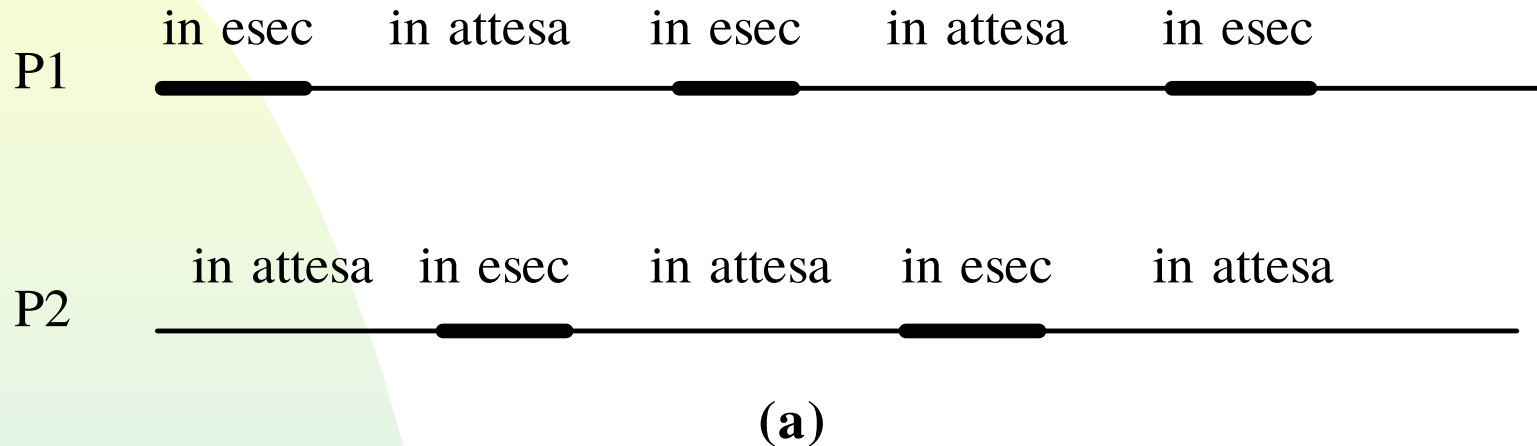 in esec in attesa in esec in attesa in esec
P1
in attesa in esec in attesa in esec in attesa
P2
(a)